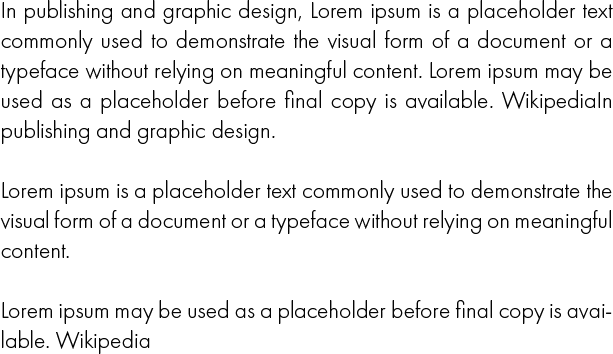 In publishing and graphic design, Lorem ipsum is a placeholder text
commonly used to demonstrate the visual form of a document or a
typeface without relying on meaningful content. Lorem ipsum may be
used as a placeholder before final copy is available. WikipediaIn
publishing and graphic design.

Lorem ipsum is a placeholder text commonly used to demonstrate the
visual form of a document or a typeface without relying on meaningful
content.

Lorem ipsum may be used as a placeholder before final copy is avai-
lable. Wikipedia